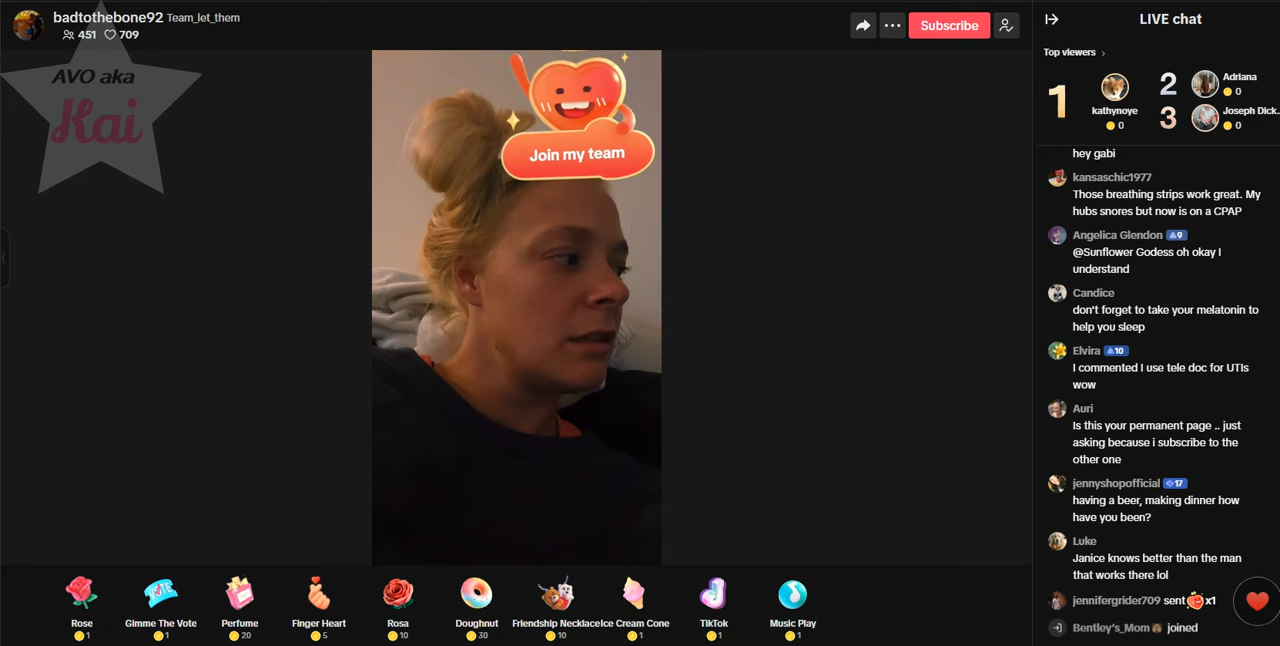 badtothebone92 Team_let_them
451 709
Subscribe
AVO aka
Kai
Join my team
LIVE chat
Top viewers >
1
kathynoye
0
2
Adriana
0
3
Joseph Dick..
0
hey gabi
kansaschic1977
Those breathing strips work great. My
hubs snores but now is on a CPAP
Angelica Glendon 9
@Sunflower Godess oh okay I
understand
Candice
don't forget to take your melatonin to
help you sleep
Elvira 10
I commented I use tele doc for UTIs
wow
Auri
Is this your permanent page .. just
asking because i subscribe to the
other one
jennyshopofficial 17
having a beer, making dinner how
have you been?
Luke
Janice knows better than the man
that works there lol
jennifergrider709 sent x1
Bentley's_Mom joined
Rose
1
Gimme The Vote
1
Perfume
20
Finger Heart
5
Rosa
10
Doughnut
30
Friendship Necklace
10
Ice Cream Cone
1
TikTok
1
Music Play
1